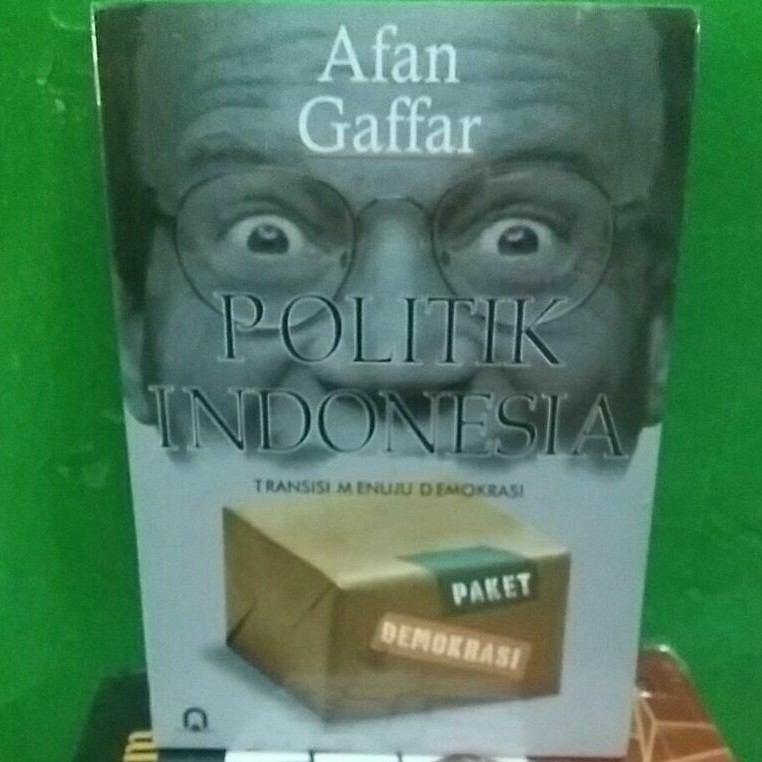 Afan
Gaffar
POLITIK
INDONESIA
TRANSISI MENUJU DEMOKRASI
PAKET
DEMOKRASI
m